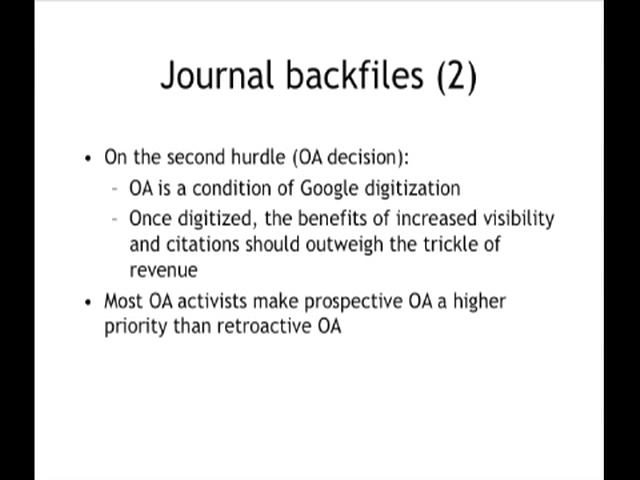 Journal backfiles (2)
• On the second hurdle (OA decision):
- OA is a condition of Google digitization
- Once digitized, the benefits of increased visibility
and citations should outweigh the trickle of
revenue
• Most OA activists make prospective OA a higher
priority than retroactive OA